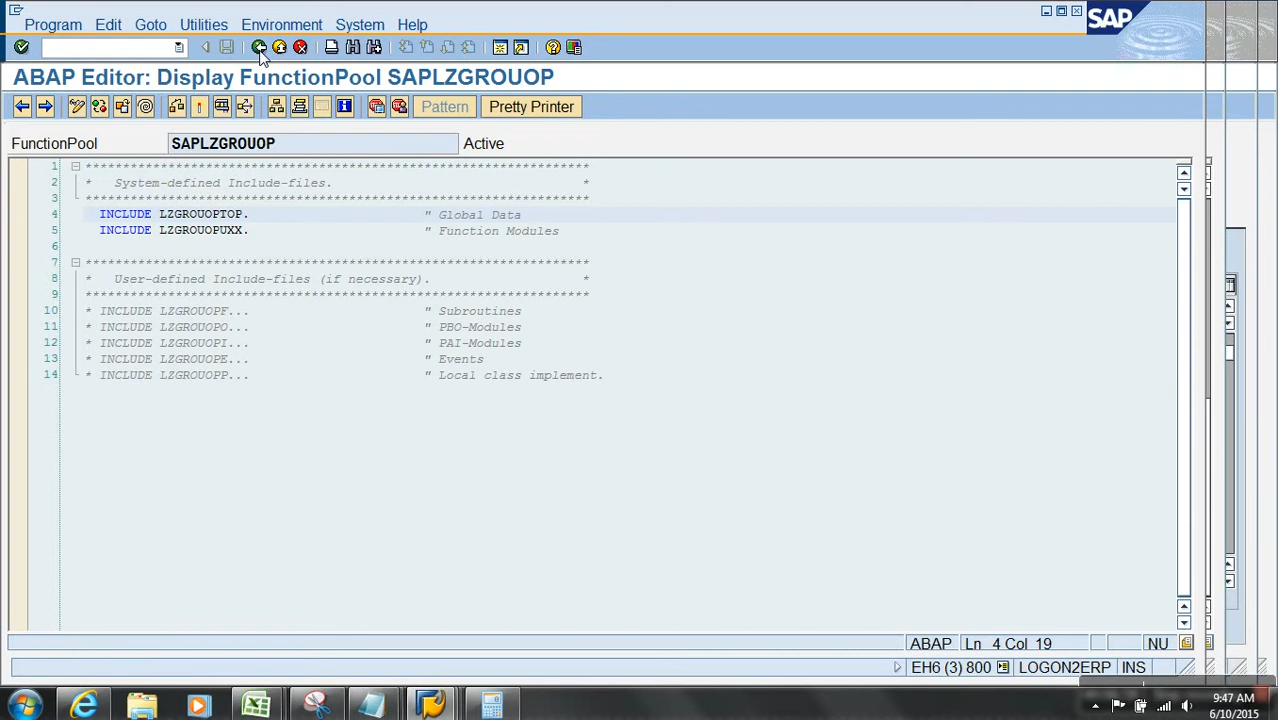 Program Edit Goto Utilities Environment System Help
SAP
ABAP Editor: Display FunctionPool SAPLZGROUOP
Pattern Pretty Printer
FunctionPool SAPLZGROUOP Active
1 ********************************************************************
2 * System-defined Include-files. *
3 ********************************************************************
4 INCLUDE LZGROUOPTOP. " Global Data
5 INCLUDE LZGROUOPUXX. " Function Modules
6
7 ********************************************************************
8 * User-defined Include-files (if necessary). *
9 ********************************************************************
10 * INCLUDE LZGROUOPF... " Subroutines
11 * INCLUDE LZGROUOPO... " PBO-Modules
12 * INCLUDE LZGROUOPI... " PAI-Modules
13 * INCLUDE LZGROUOPE... " Events
14 * INCLUDE LZGROUOPP... " Local class implement.
ABAP Ln 4 Col 19 NU
EH6 (3) 800 LOGON2ERP INS
9:47 AM
6/10/2015